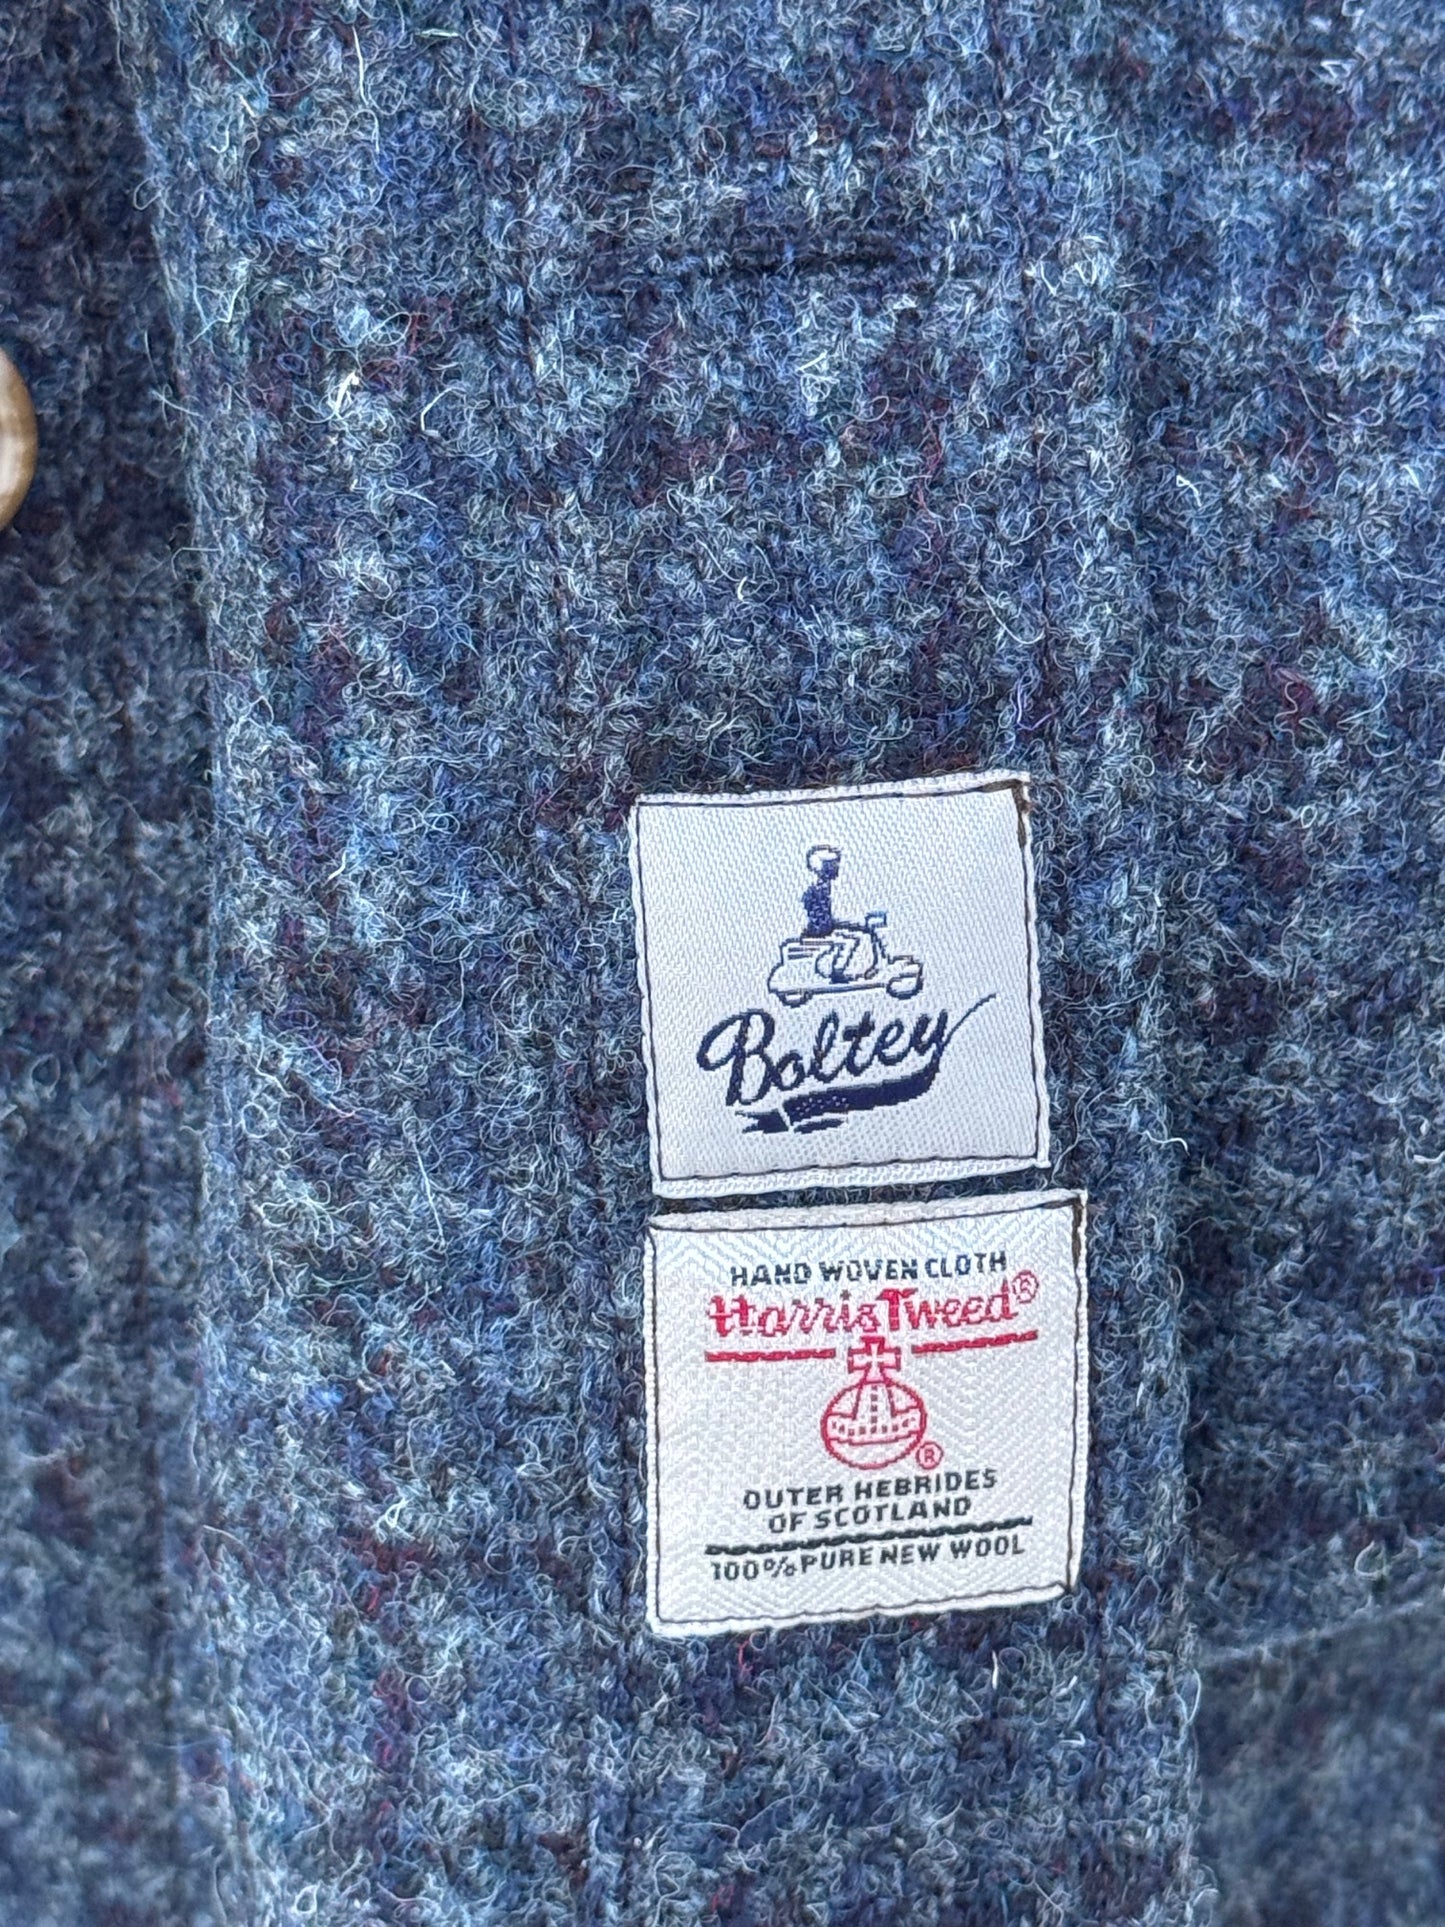 Boltey
HAND WOVEN CLOTH
Harris Tweed®
®
OUTER HEBRIDES
OF SCOTLAND
100% PURE NEW WOOL